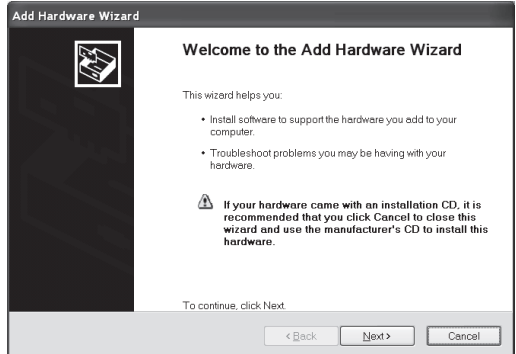 Add Hardware Wizard
Welcome to the Add Hardware Wizard
This wizard helps you:
• Install software to support the hardware you add to your
computer.
• Troubleshoot problems you may be having with your
hardware.
If your hardware came with an installation CD, it is
recommended that you click Cancel to close this
wizard and use the manufacturer's CD to install this
hardware.
To continue, click Next.
< Back Next > Cancel